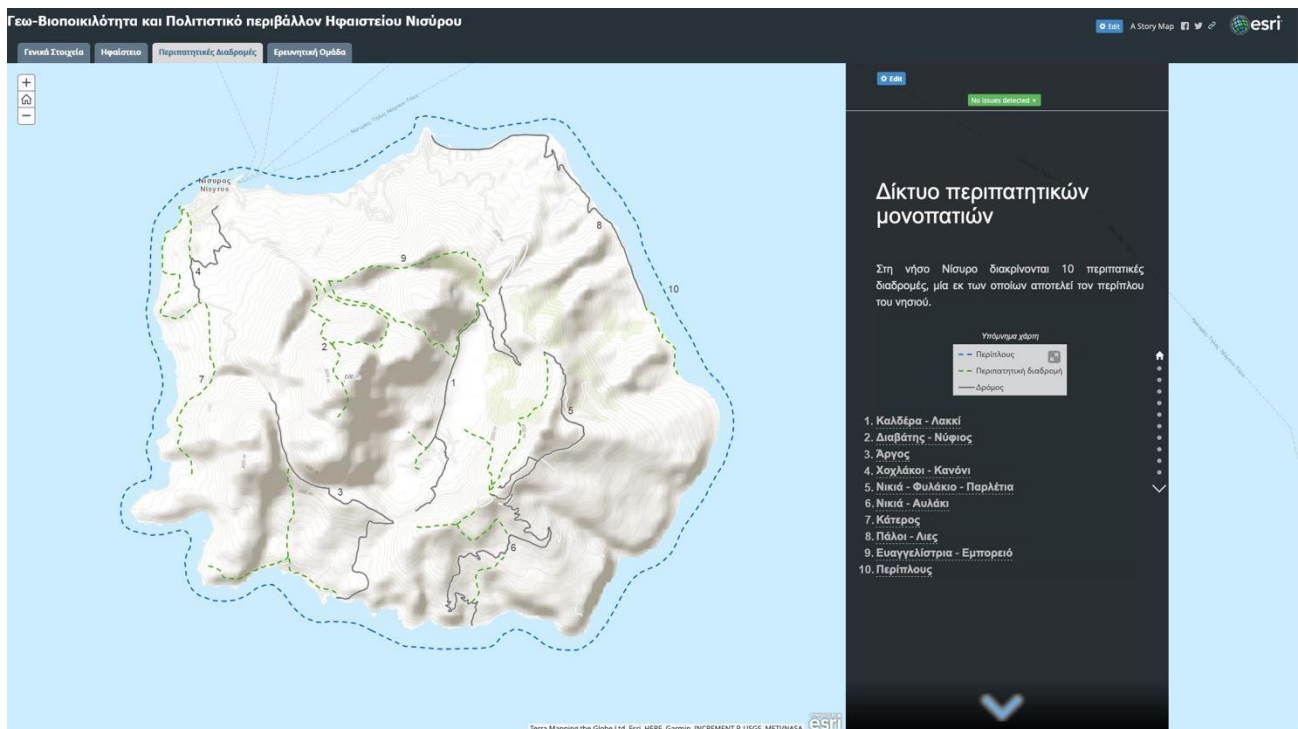 Γεω-Βιοποικιλότητα και Πολιτιστικό περιβάλλον Ηφαιστείου Νισύρου
Edit A Story Map esri
Γενικά Στοιχεία Ηφαίστειο Περιπατητικές Διαδρομές Ερευνητική Ομάδα
Edit
No issues detected ×
Νίσυρος
Nisyros
4
7
9
2
1
3
8
10
5
6
Δίκτυο περιπατητικών
μονοπατιών
Στη νήσο Νίσυρο διακρίνονται 10 περιπατικές
διαδρομές, μία εκ των οποίων αποτελεί τον περίπλου
του νησιού.
Υπόμνημα χάρτη
Περίπλους
Περιπατητική διαδρομή
Δρόμος
1. Καλδέρα - Λακκί
2. Διαβάτης - Νύφιος
3. Άργος
4. Χοχλάκοι - Κανόνι
5. Νικιά - Φυλάκιο - Παρλέτια
6. Νικιά - Αυλάκι
7. Κάτερος
8. Πάλοι - Λιες
9. Ευαγγελίστρια - Εμπορειό
10. Περίπλους
esri